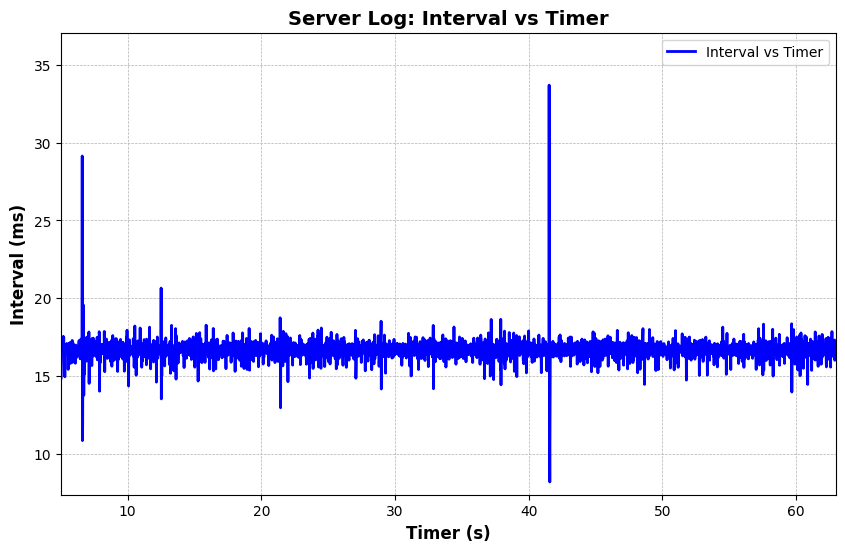 Server Log: Interval vs Timer
Interval vs Timer
35
30
25
20
15
10
Interval (ms)
10 20 30 40 50 60
Timer (s)